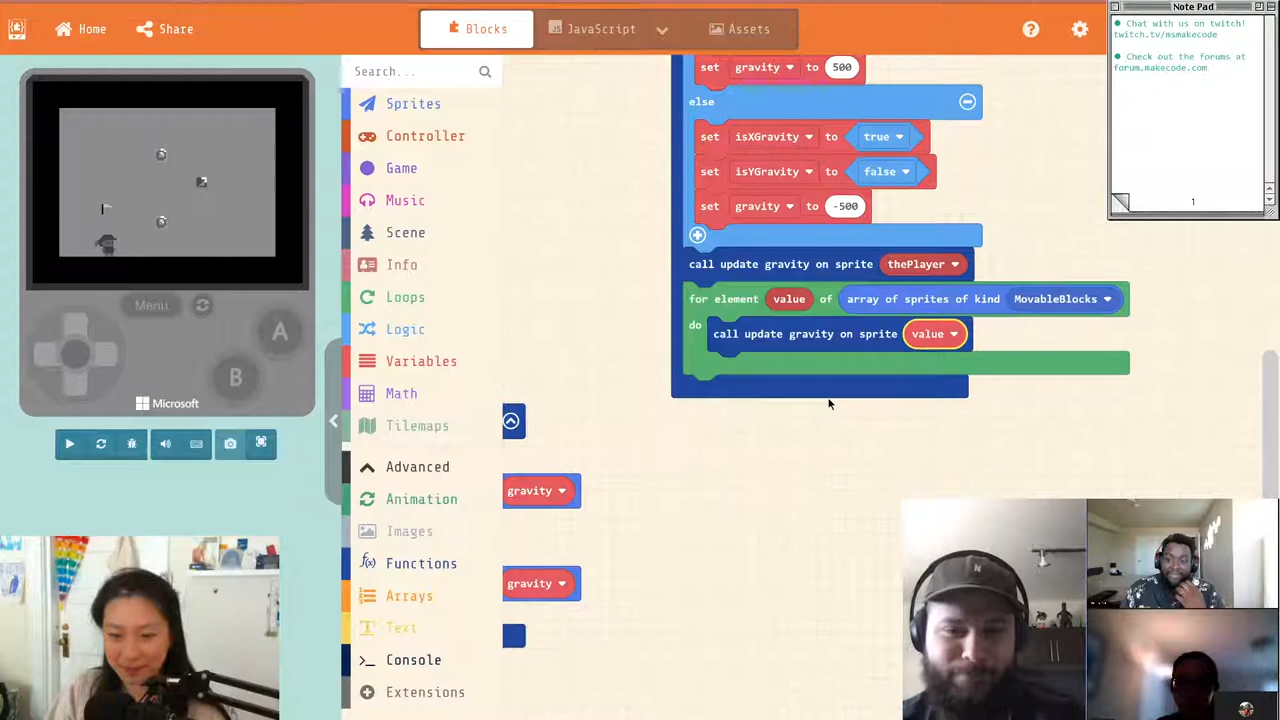 Home
Share
Blocks
JavaScript
Assets
Note Pad
Chat with us on twitch!
twitch.tv/msmakecode
Check out the forums at
forum.makecode.com
1
Menu
A
B
Microsoft
Search...
Sprites
Controller
Game
Music
Scene
Info
Loops
Logic
Variables
Math
Tilemaps
Advanced
Animation
Images
Functions
Arrays
Text
Console
Extensions
set gravity to 500
else
set isXGravity to true
set isYGravity to false
set gravity to -500
call update gravity on sprite thePlayer
for element value of array of sprites of kind MovableBlocks
do
call update gravity on sprite value
gravity
gravity